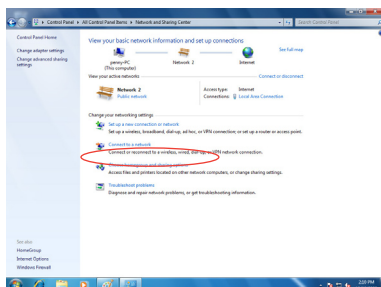 Control Panel ▸ All Control Panel Items ▸ Network and Sharing Center
Search Control Panel
Control Panel Home
Change adapter settings
Change advanced sharing settings
View your basic network information and set up connections
See full map
penny-PC
(This computer)
Network 2
Internet
View your active networks
Connect or disconnect
Network 2
Public network
Access type: Internet
Connections: Local Area Connection
Change your networking settings
Set up a new connection or network
Set up a wireless, broadband, dial-up, ad hoc, or VPN connection; or set up a router or access point.
Connect to a network
Connect or reconnect to a wireless, wired, dial-up, or VPN network connection.
Choose homegroup and sharing options
Access files and printers located on other network computers, or change sharing settings.
Troubleshoot problems
Diagnose and repair network problems, or get troubleshooting information.
See also
HomeGroup
Internet Options
Windows Firewall
2:10 PM